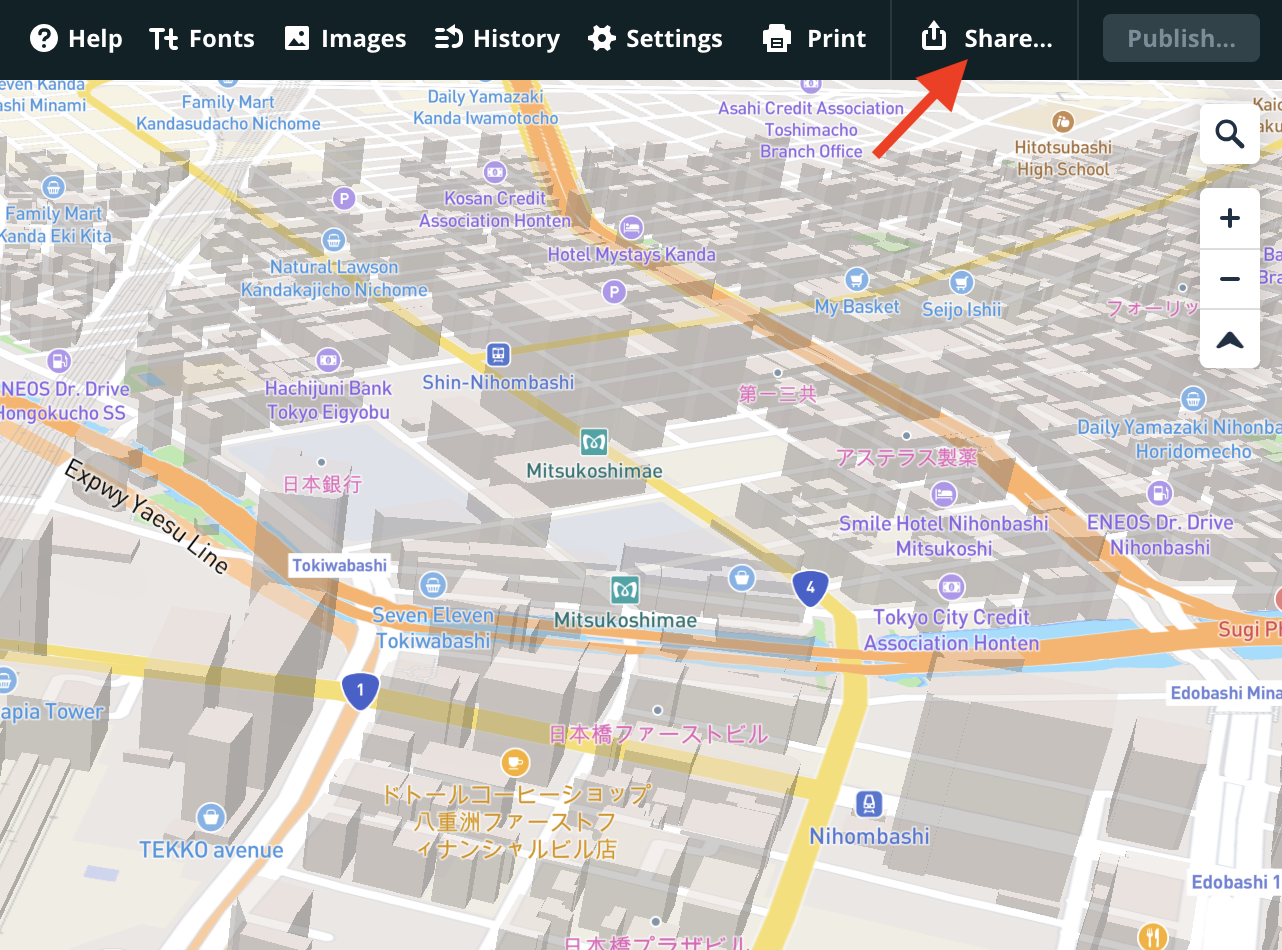 Help Fonts Images History Settings Print Share... Publish...
even Kanda
ashi Minami
Family Mart
Kandasudacho Nichome
Daily Yamazaki
Kanda Iwamotocho
Asahi Credit Association
Toshimacho
Branch Office
Hitotsubashi
High School
Family Mart
Kanda Eki Kita
P
Kosan Credit
Association Honten
Natural Lawson
Kandakajicho Nichome
Hotel Mystays Kanda
P
My Basket
Seijo Ishii
フォーリッ
Shin-Nihombashi
NEOS Dr. Drive
Hongokucho SS
Hachijuni Bank
Tokyo Eigyobu
第一三共
Daily Yamazaki Nihonba
Horidomecho
アステラス製薬
Mitsukoshimae
日本銀行
Expwy Yaesu Line
Smile Hotel Nihonbashi
Mitsukoshi
ENEOS Dr. Drive
Nihonbashi
Tokiwabashi
4
Seven Eleven
Tokiwabashi
Mitsukoshimae
Tokyo City Credit
Association Honten
Sugi Ph
1
Edobashi Mina
apia Tower
日本橋ファーストビル
ドトールコーヒーショップ
八重洲ファーストフ
ィナンシャルビル店
Nihombashi
TEKKO avenue
Edobashi 1
日本橋プラザビル